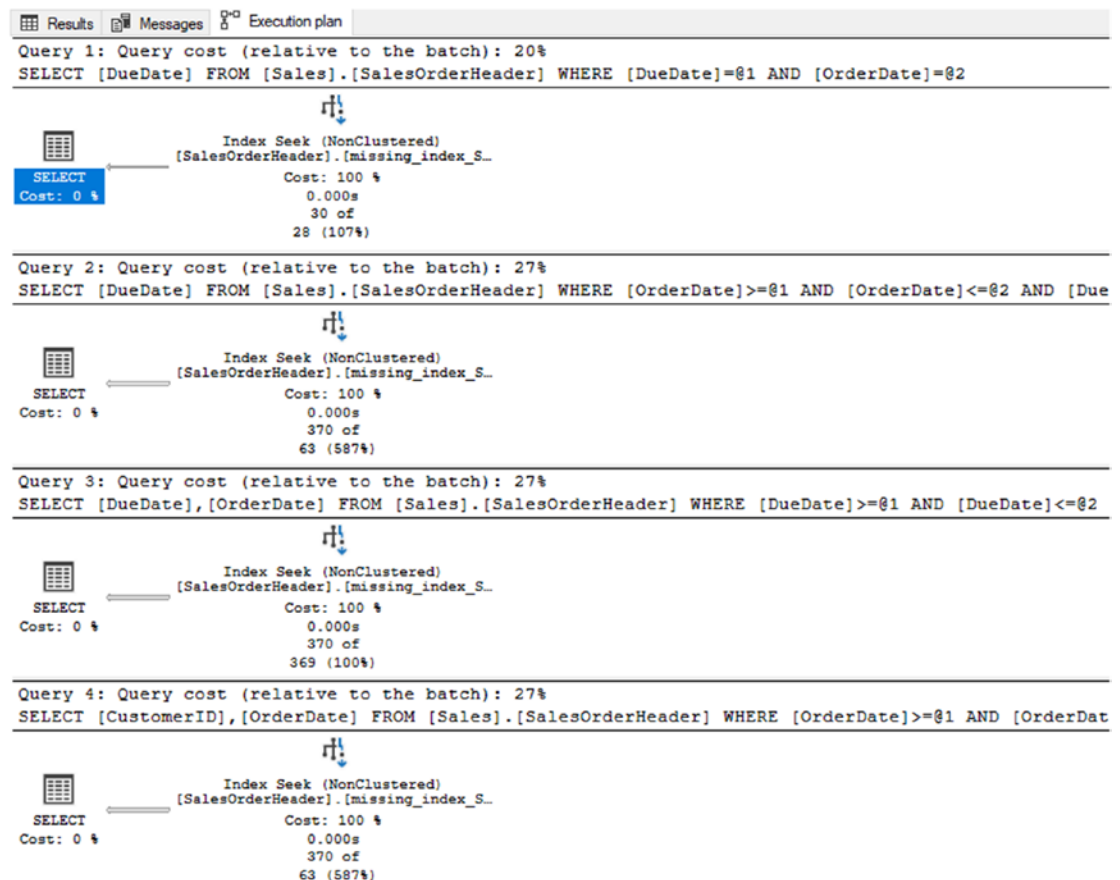 Results Messages Execution plan
Query 1: Query cost (relative to the batch): 20%
SELECT [DueDate] FROM [Sales].[SalesOrderHeader] WHERE [DueDate]=@1 AND [OrderDate]=@2
Index Seek (NonClustered)
[SalesOrderHeader].[missing_index_S…
SELECT
Cost: 0 %
Cost: 100 %
0.000s
30 of
28 (107%)
Query 2: Query cost (relative to the batch): 27%
SELECT [DueDate] FROM [Sales].[SalesOrderHeader] WHERE [OrderDate]>=@1 AND [OrderDate]<=@2 AND [Due
Index Seek (NonClustered)
[SalesOrderHeader].[missing_index_S…
SELECT
Cost: 0 %
Cost: 100 %
0.000s
370 of
63 (587%)
Query 3: Query cost (relative to the batch): 27%
SELECT [DueDate],[OrderDate] FROM [Sales].[SalesOrderHeader] WHERE [DueDate]>=@1 AND [DueDate]<=@2
Index Seek (NonClustered)
[SalesOrderHeader].[missing_index_S…
SELECT
Cost: 0 %
Cost: 100 %
0.000s
370 of
369 (100%)
Query 4: Query cost (relative to the batch): 27%
SELECT [CustomerID],[OrderDate] FROM [Sales].[SalesOrderHeader] WHERE [OrderDate]>=@1 AND [OrderDat
Index Seek (NonClustered)
[SalesOrderHeader].[missing_index_S…
SELECT
Cost: 0 %
Cost: 100 %
0.000s
370 of
63 (587%)